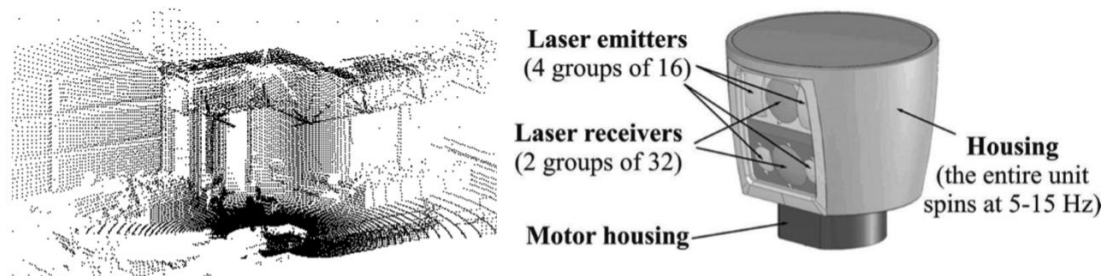 Laser emitters
(4 groups of 16)
Laser receivers
(2 groups of 32)
Motor housing
Housing
(the entire unit
spins at 5-15 Hz)